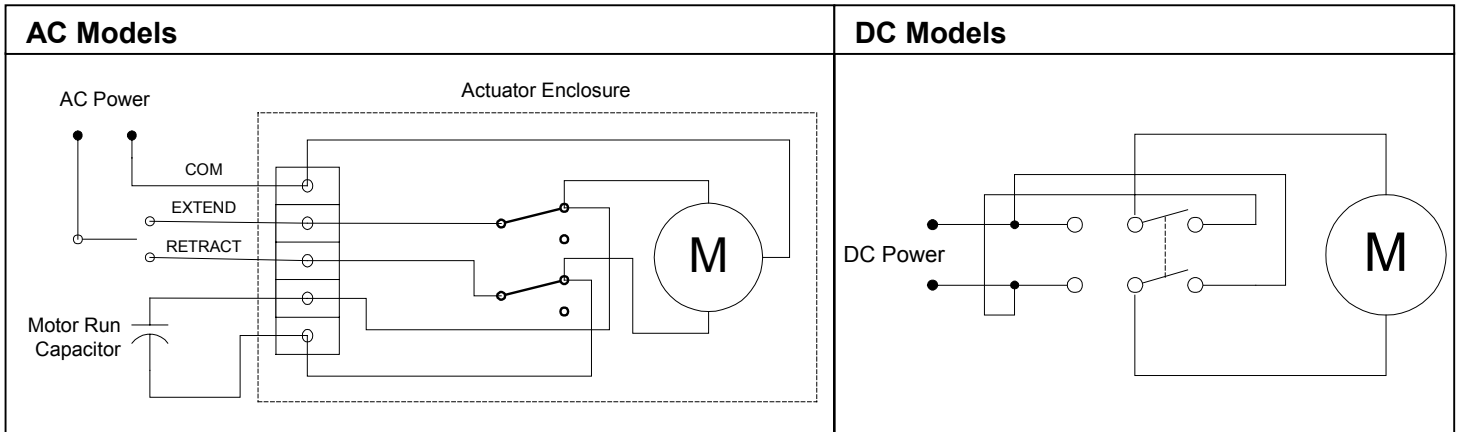 AC Models
AC Power
Actuator Enclosure
COM
EXTEND
RETRACT
Motor Run
Capacitor
M
DC Models
DC Power
M